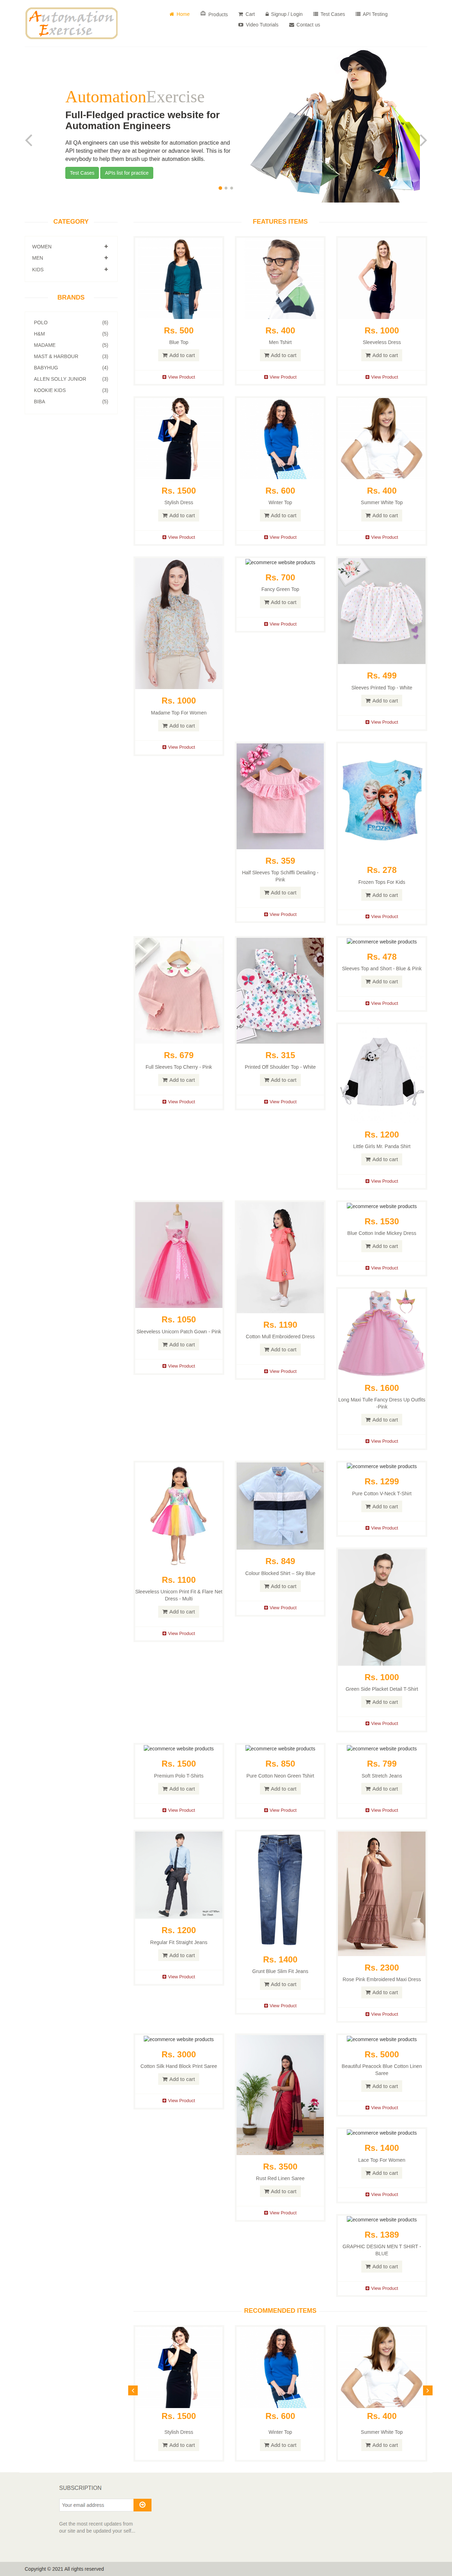 Automation
Exercise
Home
Products
Cart
Signup / Login
Test Cases
API Testing
Video Tutorials
Contact us
AutomationExercise
Full-Fledged practice website for
Automation Engineers
All QA engineers can use this website for automation practice and
API testing either they are at beginner or advance level. This is for
everybody to help them brush up their automation skills.
Test Cases
APIs list for practice
CATEGORY
WOMEN
MEN
KIDS
BRANDS
POLO (6)
H&M (5)
MADAME (5)
MAST & HARBOUR (3)
BABYHUG (4)
ALLEN SOLLY JUNIOR (3)
KOOKIE KIDS (3)
BIBA (5)
FEATURES ITEMS
Rs. 500
Blue Top
Add to cart
View Product
Rs. 400
Men Tshirt
Add to cart
View Product
Rs. 1000
Sleeveless Dress
Add to cart
View Product
Rs. 1500
Stylish Dress
Add to cart
View Product
Rs. 600
Winter Top
Add to cart
View Product
Rs. 400
Summer White Top
Add to cart
View Product
Rs. 1000
Madame Top For Women
Add to cart
View Product
ecommerce website products
Rs. 700
Fancy Green Top
Add to cart
View Product
Rs. 499
Sleeves Printed Top - White
Add to cart
View Product
Rs. 359
Half Sleeves Top Schiffli Detailing -
Pink
Add to cart
View Product
FROZEN
Rs. 278
Frozen Tops For Kids
Add to cart
View Product
Rs. 679
Full Sleeves Top Cherry - Pink
Add to cart
View Product
Rs. 315
Printed Off Shoulder Top - White
Add to cart
View Product
ecommerce website products
Rs. 478
Sleeves Top and Short - Blue & Pink
Add to cart
View Product
Rs. 1200
Little Girls Mr. Panda Shirt
Add to cart
View Product
Rs. 1050
Sleeveless Unicorn Patch Gown - Pink
Add to cart
View Product
Rs. 1190
Cotton Mull Embroidered Dress
Add to cart
View Product
ecommerce website products
Rs. 1530
Blue Cotton Indie Mickey Dress
Add to cart
View Product
Rs. 1600
Long Maxi Tulle Fancy Dress Up Outfits
-Pink
Add to cart
View Product
Rs. 1100
Sleeveless Unicorn Print Fit & Flare Net
Dress - Multi
Add to cart
View Product
Rs. 849
Colour Blocked Shirt – Sky Blue
Add to cart
View Product
ecommerce website products
Rs. 1299
Pure Cotton V-Neck T-Shirt
Add to cart
View Product
Rs. 1000
Green Side Placket Detail T-Shirt
Add to cart
View Product
ecommerce website products
Rs. 1500
Premium Polo T-Shirts
Add to cart
View Product
ecommerce website products
Rs. 850
Pure Cotton Neon Green Tshirt
Add to cart
View Product
ecommerce website products
Rs. 799
Soft Stretch Jeans
Add to cart
View Product
Rs. 1200
Regular Fit Straight Jeans
Add to cart
View Product
Rs. 1400
Grunt Blue Slim Fit Jeans
Add to cart
View Product
Rs. 2300
Rose Pink Embroidered Maxi Dress
Add to cart
View Product
ecommerce website products
Rs. 3000
Cotton Silk Hand Block Print Saree
Add to cart
View Product
Rs. 3500
Rust Red Linen Saree
Add to cart
View Product
ecommerce website products
Rs. 5000
Beautiful Peacock Blue Cotton Linen
Saree
Add to cart
View Product
ecommerce website products
Rs. 1400
Lace Top For Women
Add to cart
View Product
ecommerce website products
Rs. 1389
GRAPHIC DESIGN MEN T SHIRT -
BLUE
Add to cart
View Product
RECOMMENDED ITEMS
Rs. 1500
Stylish Dress
Add to cart
Rs. 600
Winter Top
Add to cart
Rs. 400
Summer White Top
Add to cart
SUBSCRIPTION
Your email address
Get the most recent updates from
our site and be updated your self...
Copyright © 2021 All rights reserved